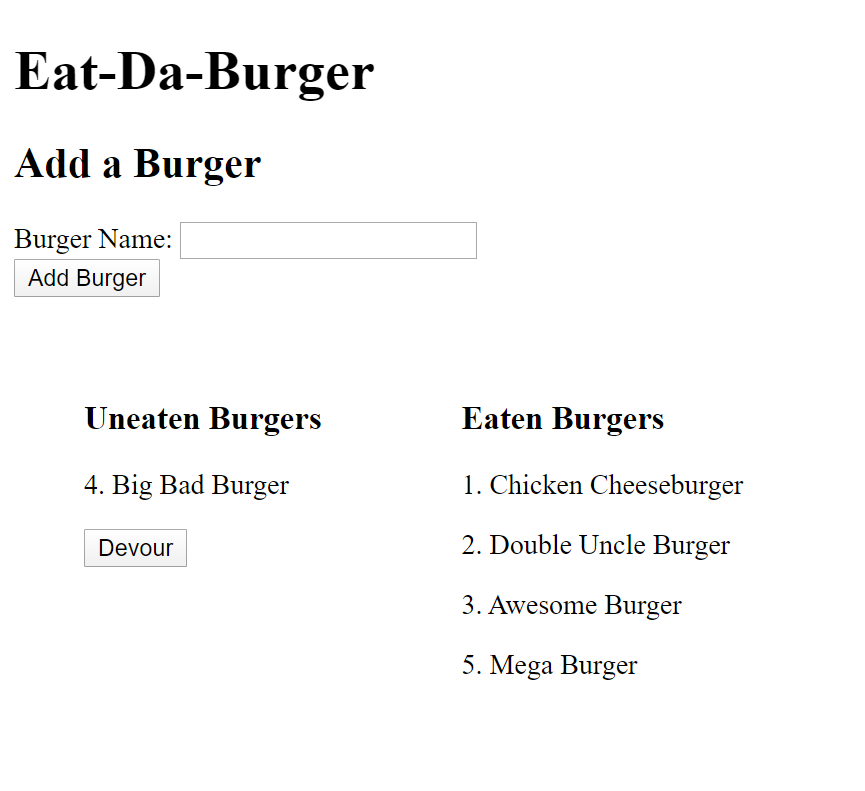 Eat-Da-Burger
Add a Burger
Burger Name:
Add Burger
Uneaten Burgers
4. Big Bad Burger
Devour
Eaten Burgers
1. Chicken Cheeseburger
2. Double Uncle Burger
3. Awesome Burger
5. Mega Burger